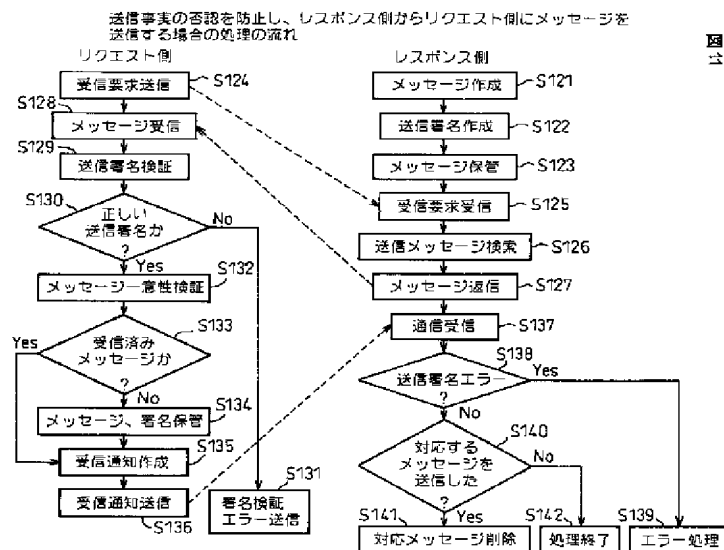 送信事実の否認を防止し、レスポンス側からリクエスト側にメッセージを
送信する場合の処理の流れ
図11
リクエスト側
受信要求送信
S124
S128
メッセージ受信
S129
送信署名検証
S130
正しい
送信署名か
?
No
Yes
S132
メッセージ一意性検証
S133
Yes
受信済み
メッセージか
?
No
S134
メッセージ、署名保管
S135
受信通知作成
受信通知送信
S136
S131
署名検証
エラー送信
レスポンス側
メッセージ作成
S121
送信署名作成
S122
メッセージ保管
S123
受信要求受信
S125
送信メッセージ検索
S126
メッセージ返信
S127
通信受信
S137
S138
送信署名エラー
?
Yes
No
S140
対応する
メッセージを
送信した
?
No
Yes
S141
対応メッセージ削除
S142
処理終了
S139
エラー処理